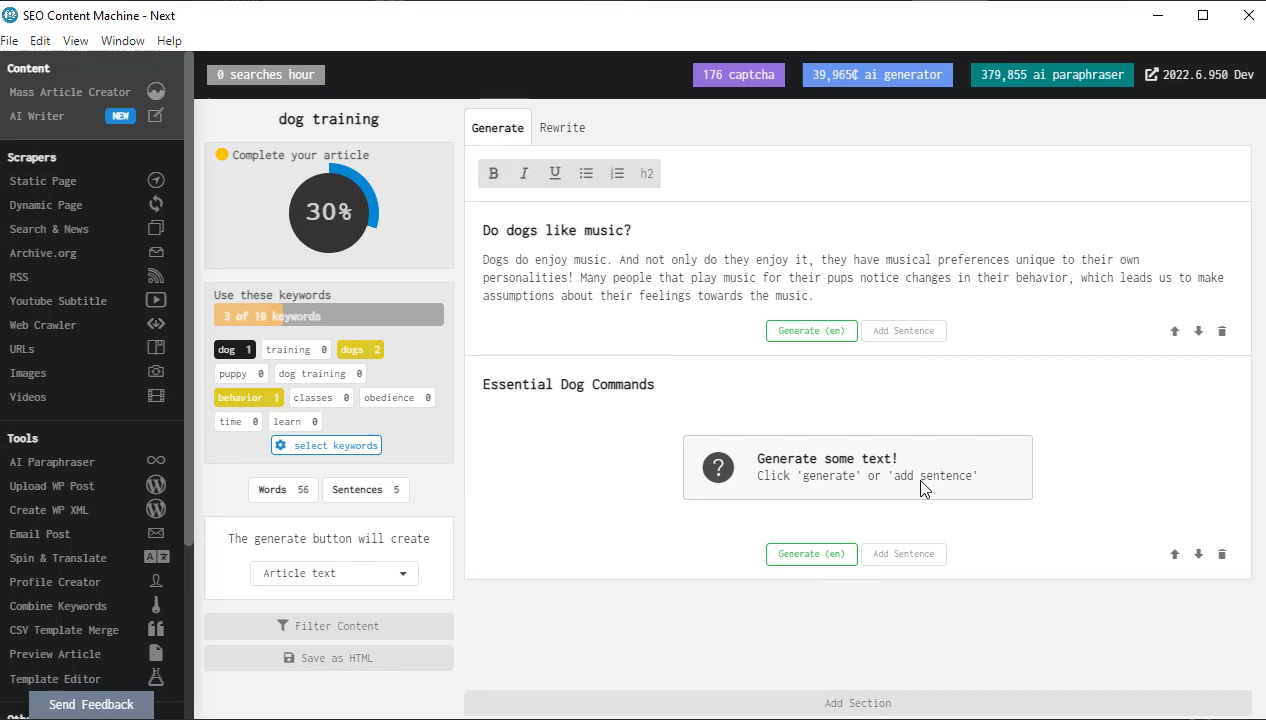 SEO Content Machine - Next
File Edit View Window Help
Content
Mass Article Creator
AI Writer NEW
Scrapers
Static Page
Dynamic Page
Search & News
Archive.org
RSS
Youtube Subtitle
Web Crawler
URLs
Images
Videos
Tools
AI Paraphraser
Upload WP Post
Create WP XML
Email Post
Spin & Translate
Profile Creator
Combine Keywords
CSV Template Merge
Preview Article
Template Editor
Send Feedback
0 searches hour
176 captcha
39,965₵ ai generator
379,855 ai paraphraser
2022.6.950 Dev
dog training
Complete your article
30%
Use these keywords
3 of 10 keywords
dog 1 training 0 dogs 2
puppy 0 dog training 0
behavior 1 classes 0 obedience 0
time 0 learn 0
select keywords
Words 56 Sentences 5
The generate button will create
Article text
Filter Content
Save as HTML
Generate Rewrite
B I U h2
Do dogs like music?
Dogs do enjoy music. And not only do they enjoy it, they have musical preferences unique to their own
personalities! Many people that play music for their pups notice changes in their behavior, which leads us to make
assumptions about their feelings towards the music.
Generate (en) Add Sentence
Essential Dog Commands
?
Generate some text!
Click 'generate' or 'add sentence'
Generate (en) Add Sentence
Add Section